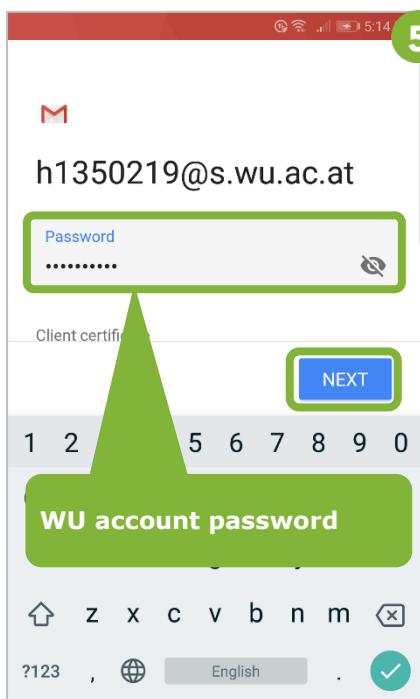 5:14
5
h1350219@s.wu.ac.at
Password
••••••••••
Client
NEXT
1 2 5 6 7 8 9 0
WU account password
z x c v b n m
?123 , English .